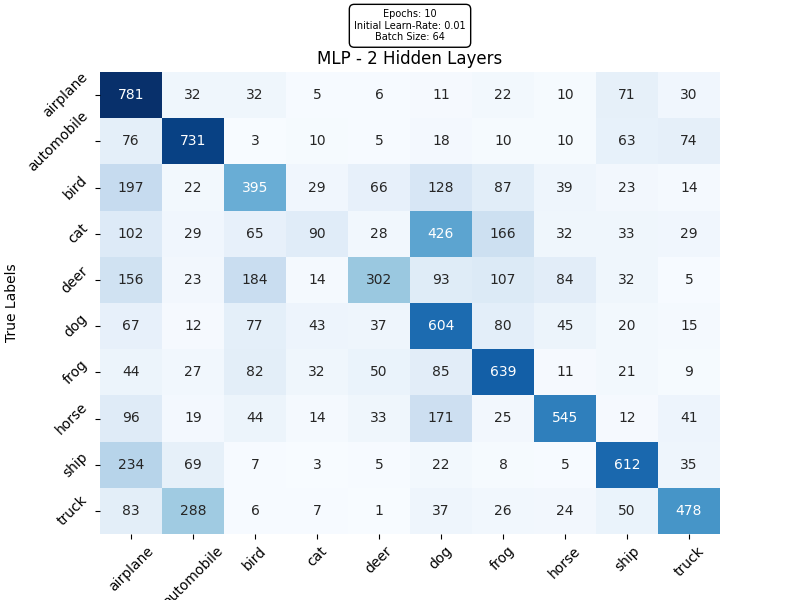 Epochs: 10
Initial Learn-Rate: 0.01
Batch Size: 64
MLP - 2 Hidden Layers
True Labels
airplane 781 32 32 5 6 11 22 10 71 30
automobile 76 731 3 10 5 18 10 10 63 74
bird 197 22 395 29 66 128 87 39 23 14
cat 102 29 65 90 28 426 166 32 33 29
deer 156 23 184 14 302 93 107 84 32 5
dog 67 12 77 43 37 604 80 45 20 15
frog 44 27 82 32 50 85 639 11 21 9
horse 96 19 44 14 33 171 25 545 12 41
ship 234 69 7 3 5 22 8 5 612 35
truck 83 288 6 7 1 37 26 24 50 478
airplane automobile bird cat deer dog frog horse ship truck